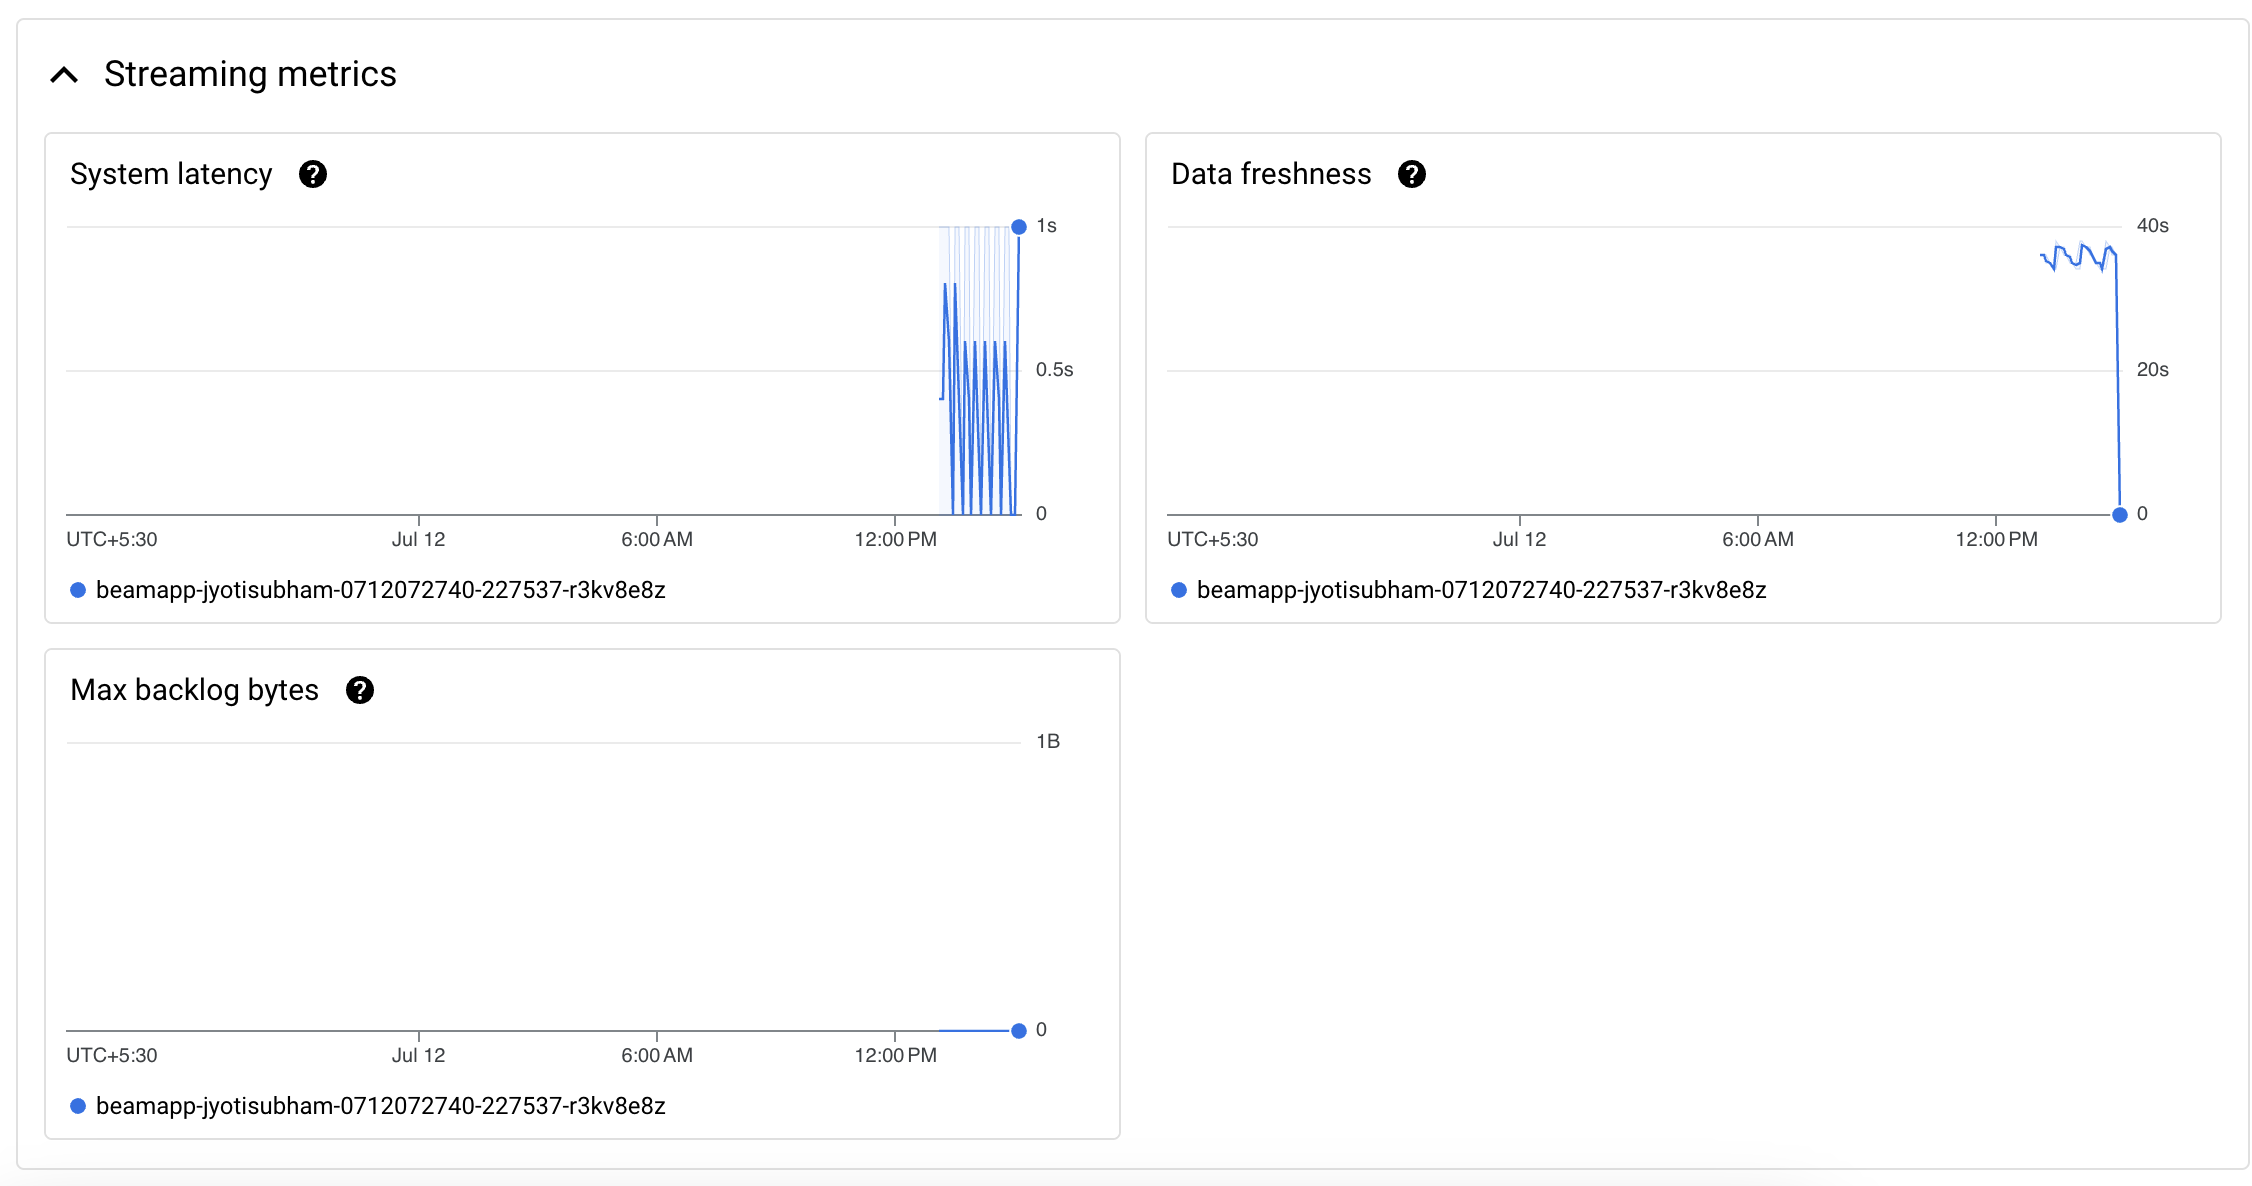 Streaming metrics
System latency
1s
0.5s
0
UTC+5:30 Jul 12 6:00 AM 12:00 PM
beamapp-jyotisubham-0712072740-227537-r3kv8e8z
Data freshness
40s
20s
0
UTC+5:30 Jul 12 6:00 AM 12:00 PM
beamapp-jyotisubham-0712072740-227537-r3kv8e8z
Max backlog bytes
1B
0
UTC+5:30 Jul 12 6:00 AM 12:00 PM
beamapp-jyotisubham-0712072740-227537-r3kv8e8z